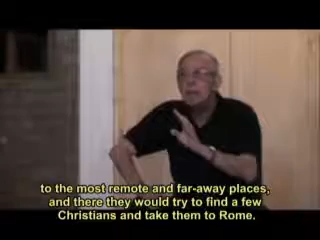 to the most remote and far-away places,
and there they would try to find a few
Christians and take them to Rome.